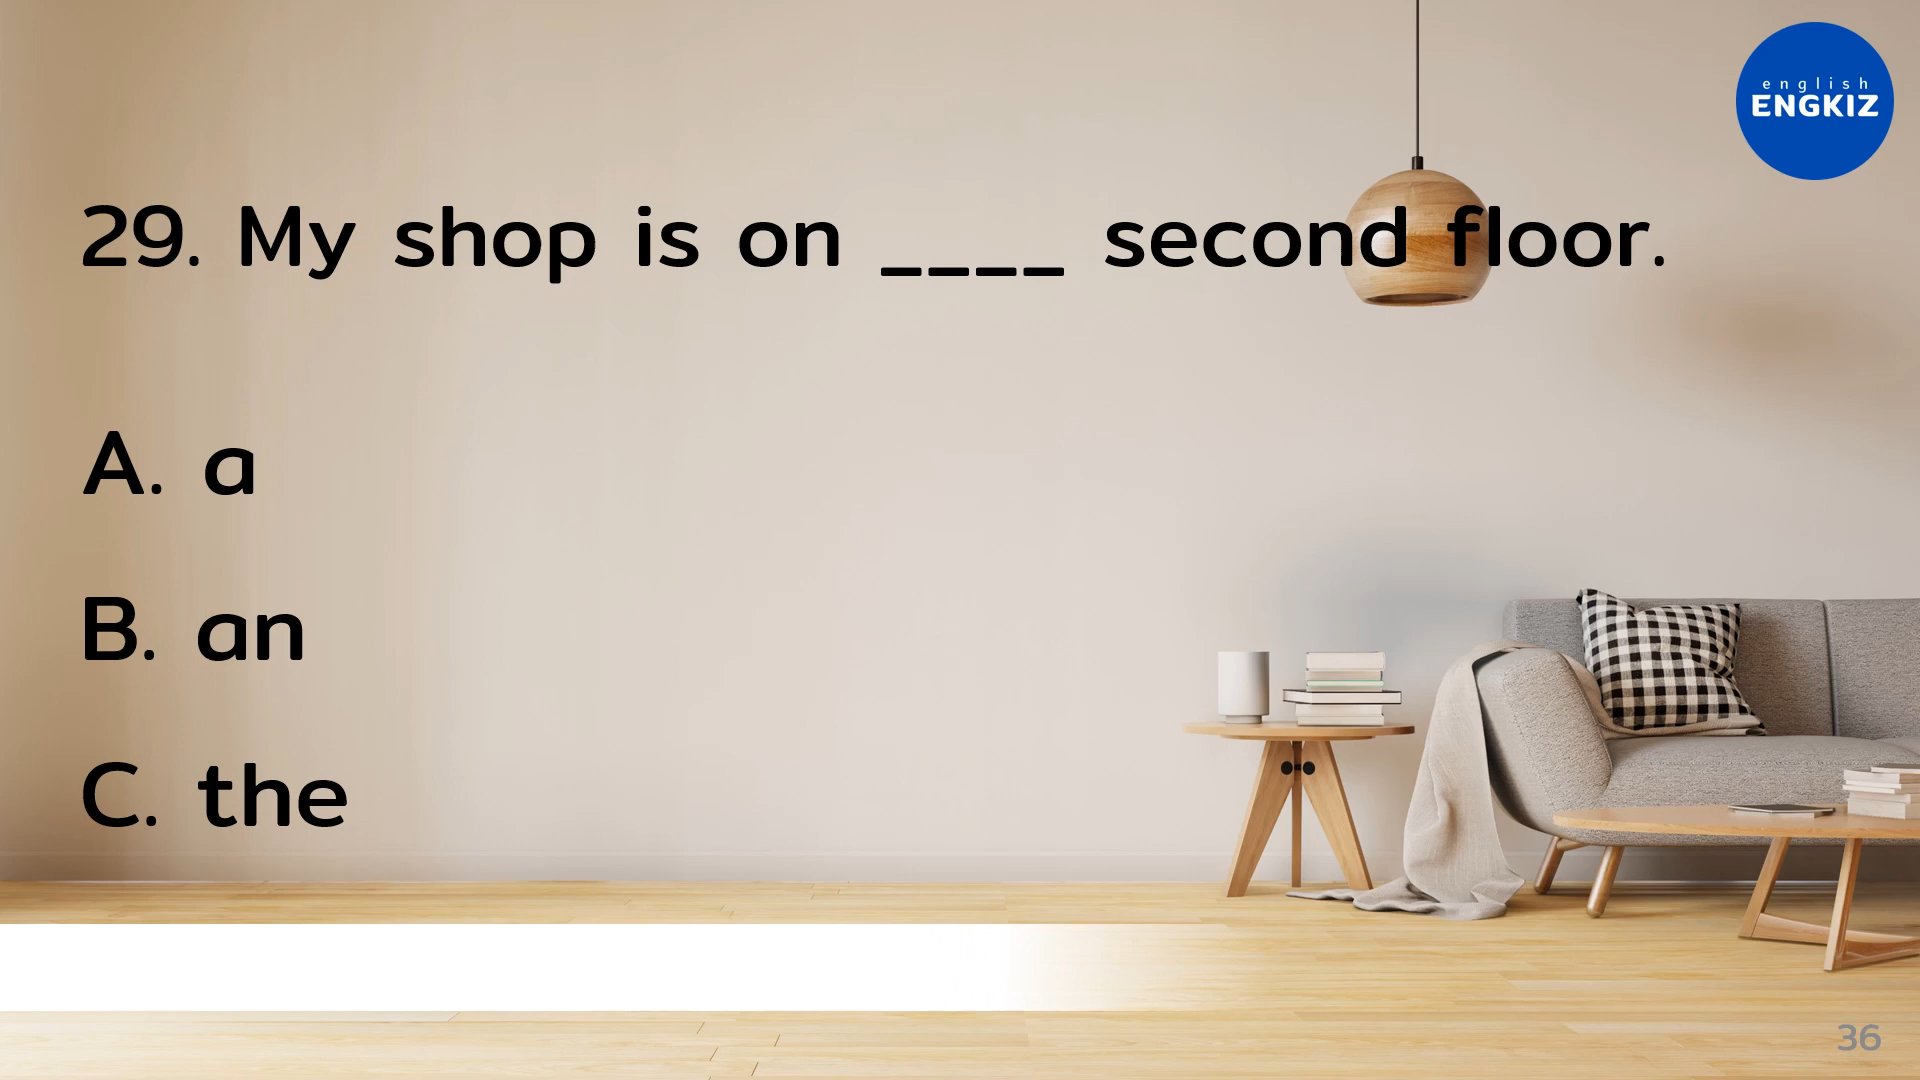 english
ENGKIZ
29. My shop is on ____ second floor.
A. a
B. an
C. the
36